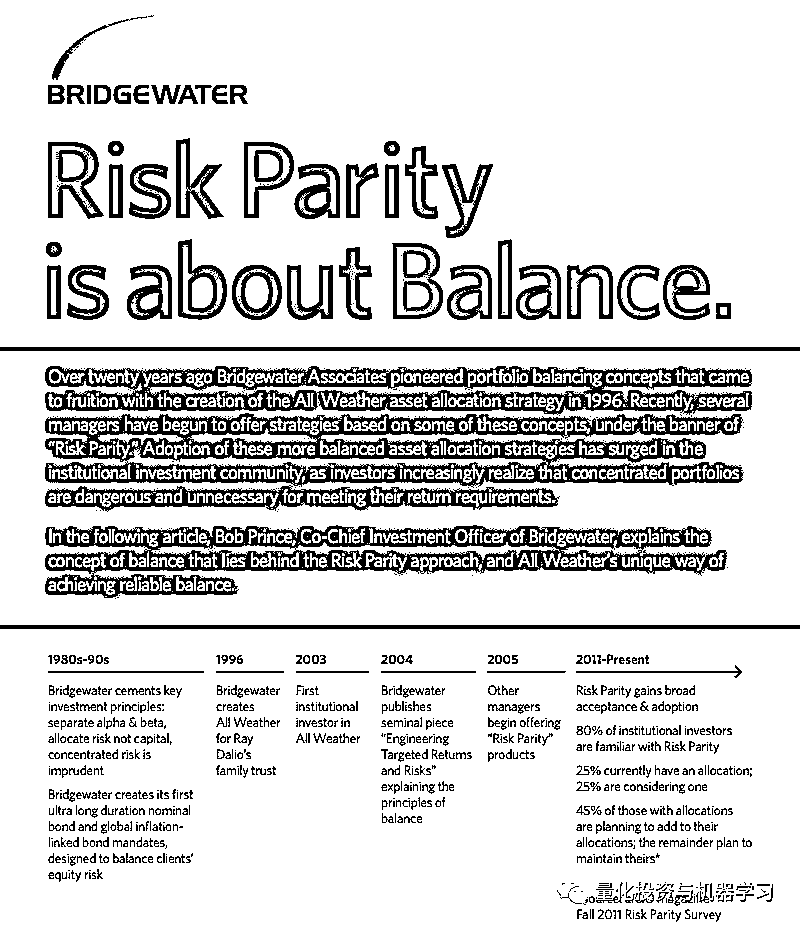 BRIDGEWATER
Risk Parity
is about Balance.
Over twenty years ago Bridgewater Associates pioneered portfolio balancing concepts that came
to fruition with the creation of the All Weather asset allocation strategy in 1996. Recently, several
managers have begun to offer strategies based on some of these concepts, under the banner of
“Risk Parity.” Adoption of these more balanced asset allocation strategies has surged in the
institutional investment community, as investors increasingly realize that concentrated portfolios
are dangerous and unnecessary for meeting their return requirements.
In the following article, Bob Prince, Co-Chief Investment Officer of Bridgewater, explains the
concept of balance that lies behind the Risk Parity approach, and All Weather’s unique way of
achieving reliable balance.
1980s-90s
Bridgewater cements key
investment principles:
separate alpha & beta,
allocate risk not capital,
concentrated risk is
imprudent
Bridgewater creates its first
ultra long duration nominal
bond and global inflation-
linked bond mandates,
designed to balance clients’
equity risk
1996
Bridgewater
creates
All Weather
for Ray
Dalio’s
family trust
2003
First
institutional
investor in
All Weather
2004
Bridgewater
publishes
seminal piece
“Engineering
Targeted Returns
and Risks”
explaining the
principles of
balance
2005
Other
managers
begin offering
“Risk Parity”
products
2011-Present
Risk Parity gains broad
acceptance & adoption
80% of institutional investors
are familiar with Risk Parity
25% currently have an allocation;
25% are considering one
45% of those with allocations
are planning to add to their
allocations; the remainder plan to
maintain theirs*
量化投资与机器学习
Fall 2011 Risk Parity Survey